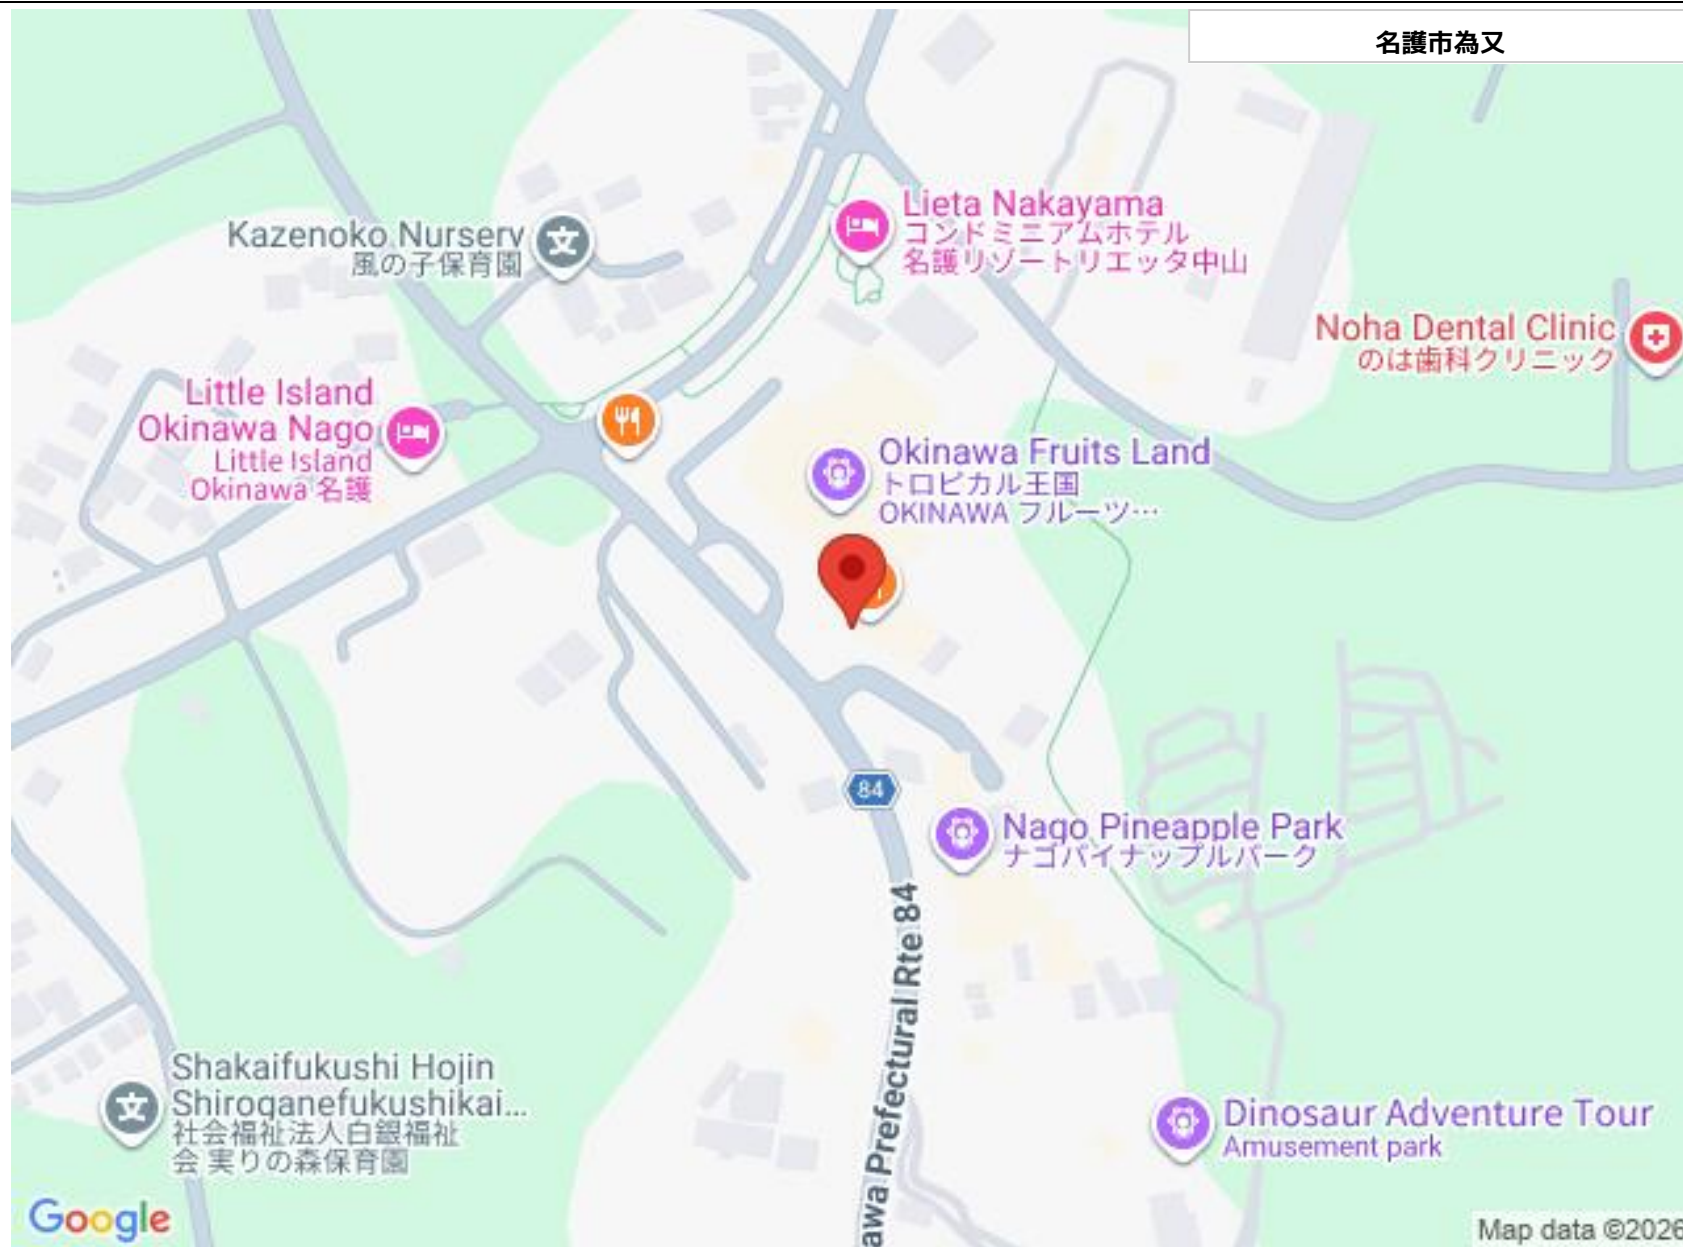 名護市為又
Lieta Nakayama
コンドミニアムホテル
名護リゾートリエッタ中山
Kazenoko Nursery
風の子保育園
Noha Dental Clinic
のは歯科クリニック
Little Island
Okinawa Nago
Little Island
Okinawa 名護
Okinawa Fruits Land
トロピカル王国
OKINAWA フルーツ…
84
Nago Pineapple Park
ナゴパイナップルパーク
awa Prefectural Rte 84
Shakaifukushi Hojin
Shiroganefukushikai...
社会福祉法人白銀福祉
会 実りの森保育園
Dinosaur Adventure Tour
Amusement park
Google
Map data ©2026